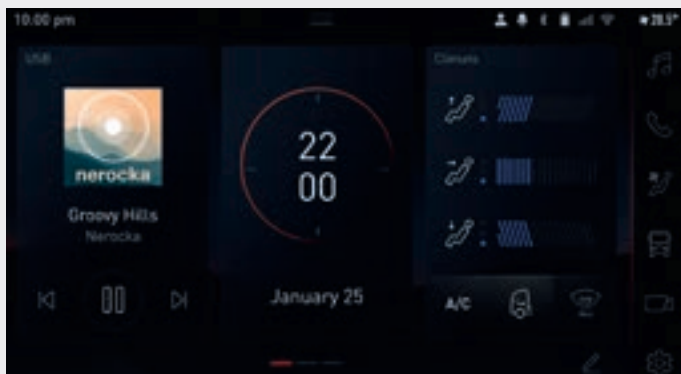 10:00 pm
28.5°
USB
nerocka
Groovy Hills
Nerocka
22
00
January 25
Climate
A/C